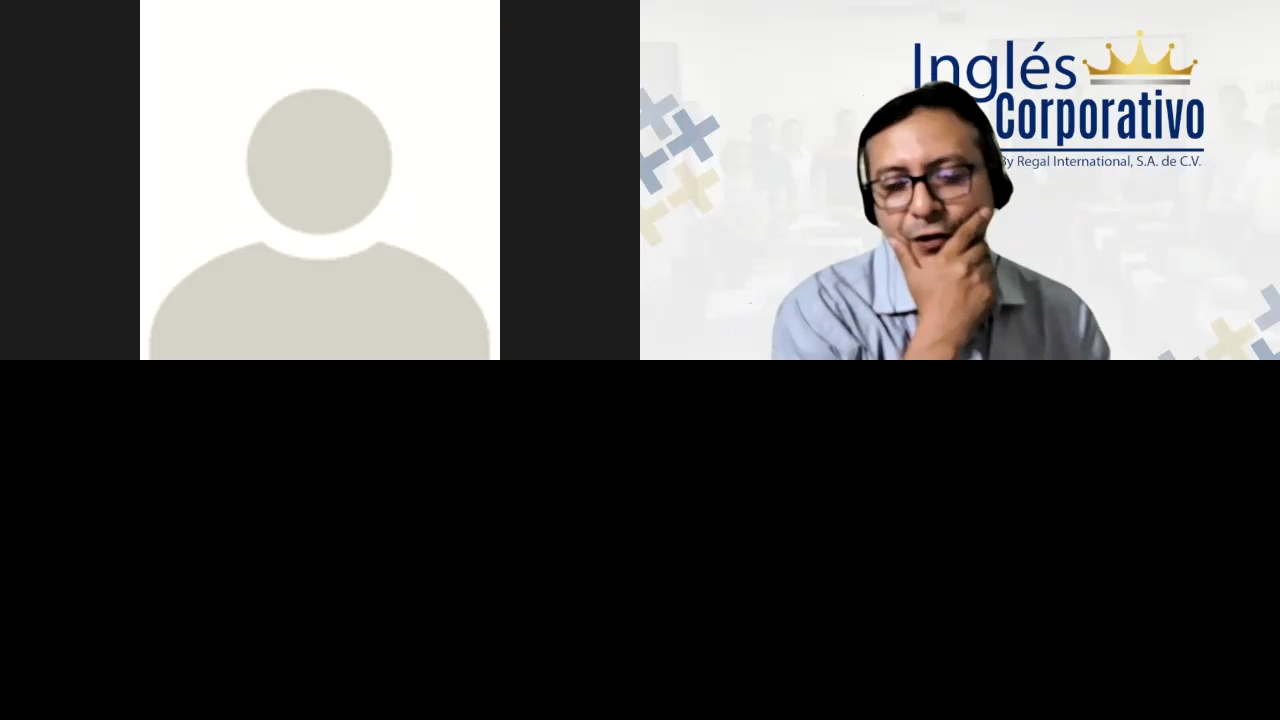 Inglés
Corporativo
By Regal International, S.A. de C.V.